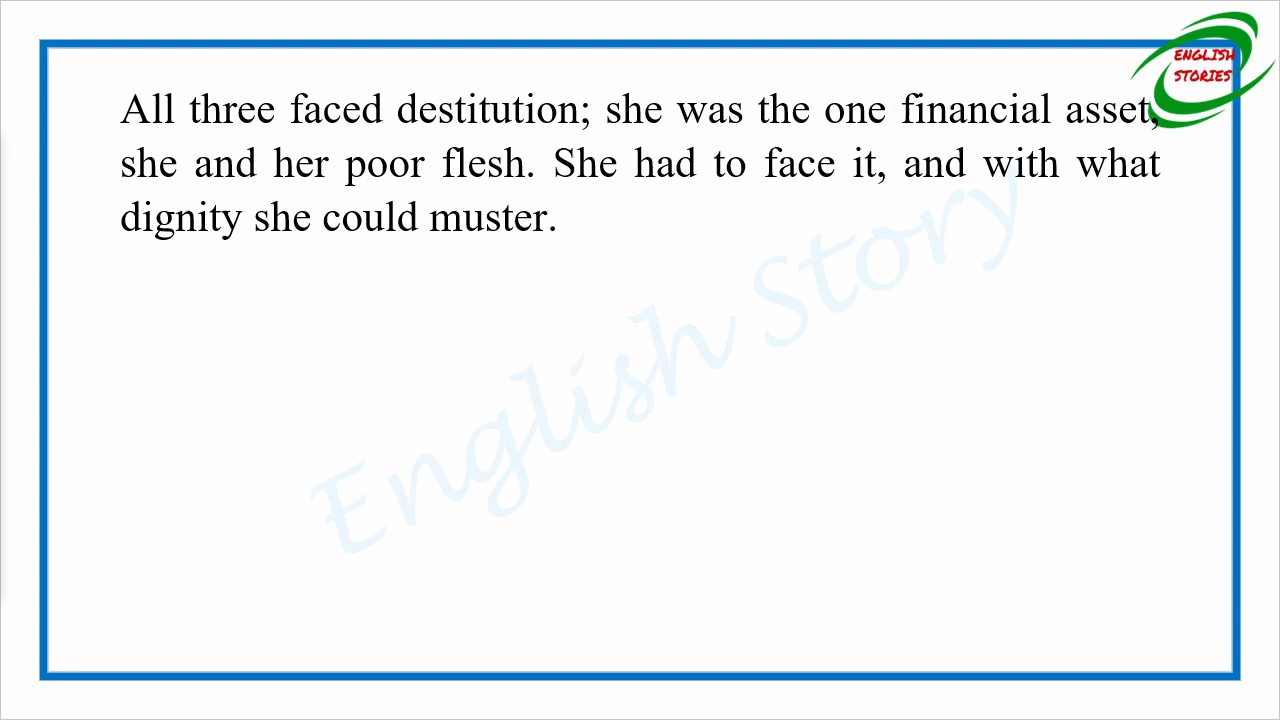 ENGLISH
STORIES
All three faced destitution; she was the one financial asset,
she and her poor flesh. She had to face it, and with what
dignity she could muster.
English Story